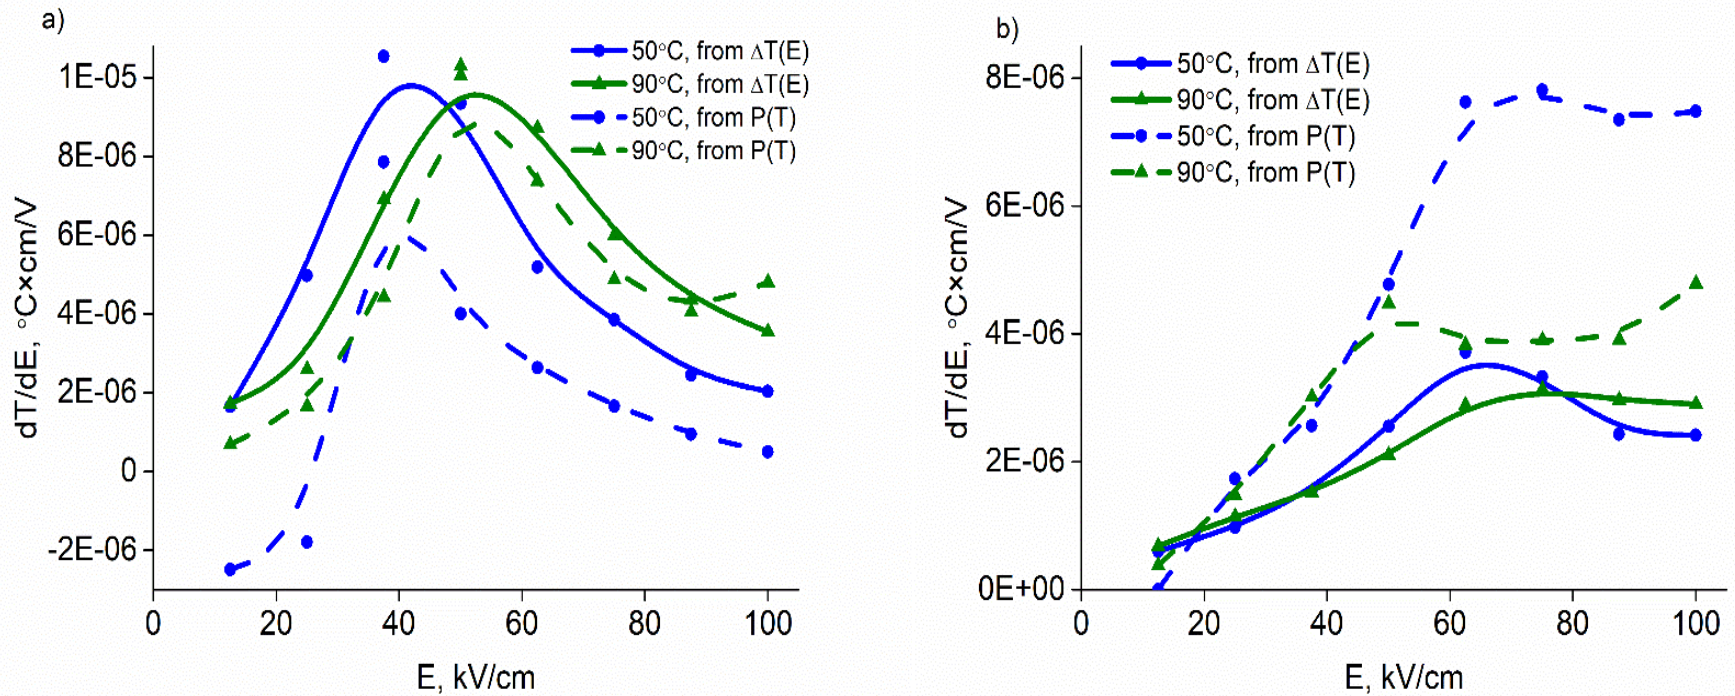 a)
50°C, from ΔT(E)
90°C, from ΔT(E)
50°C, from P(T)
90°C, from P(T)
1E-05
8E-06
6E-06
4E-06
2E-06
0
-2E-06
dT/dE, °C×cm/V
0 20 40 60 80 100
E, kV/cm
b)
50°C, from ΔT(E)
90°C, from ΔT(E)
50°C, from P(T)
90°C, from P(T)
8E-06
6E-06
4E-06
2E-06
0E+00
dT/dE, °C×cm/V
0 20 40 60 80 100
E, kV/cm